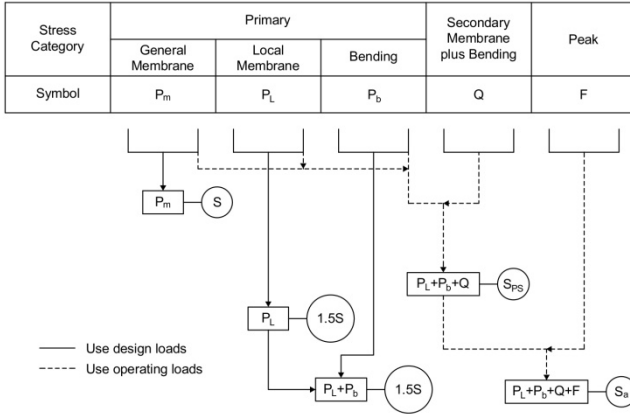 Stress
Category
Primary
Secondary
Membrane
plus Bending
Peak
General
Membrane
Local
Membrane
Bending
Symbol
Pm
PL
Pb
Q
F
Pm
S
PL+Pb+Q
SPS
PL
1.5S
Use design loads
Use operating loads
PL+Pb
1.5S
PL+Pb+Q+F
Sa